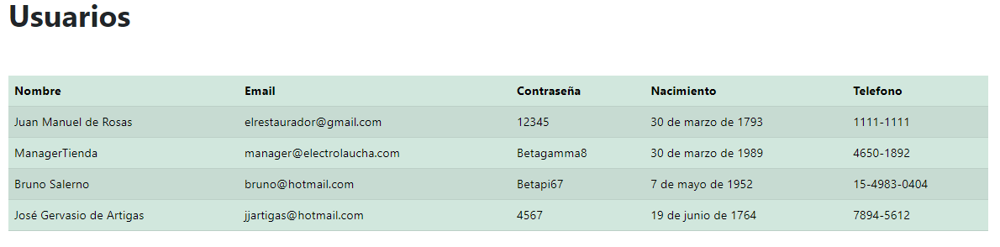 Usuarios
Nombre Email Contraseña Nacimiento Telefono
Juan Manuel de Rosas elrestaurador@gmail.com 12345 30 de marzo de 1793 1111-1111
ManagerTienda manager@electrolaucha.com Betagamma8 30 de marzo de 1989 4650-1892
Bruno Salerno bruno@hotmail.com Betapi67 7 de mayo de 1952 15-4983-0404
José Gervasio de Artigas jjartigas@hotmail.com 4567 19 de junio de 1764 7894-5612